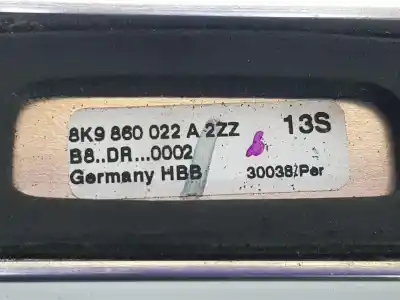 8K9 860 022 A 2ZZ 13S
B8..DR...0002
Germany HBB 30038/Per